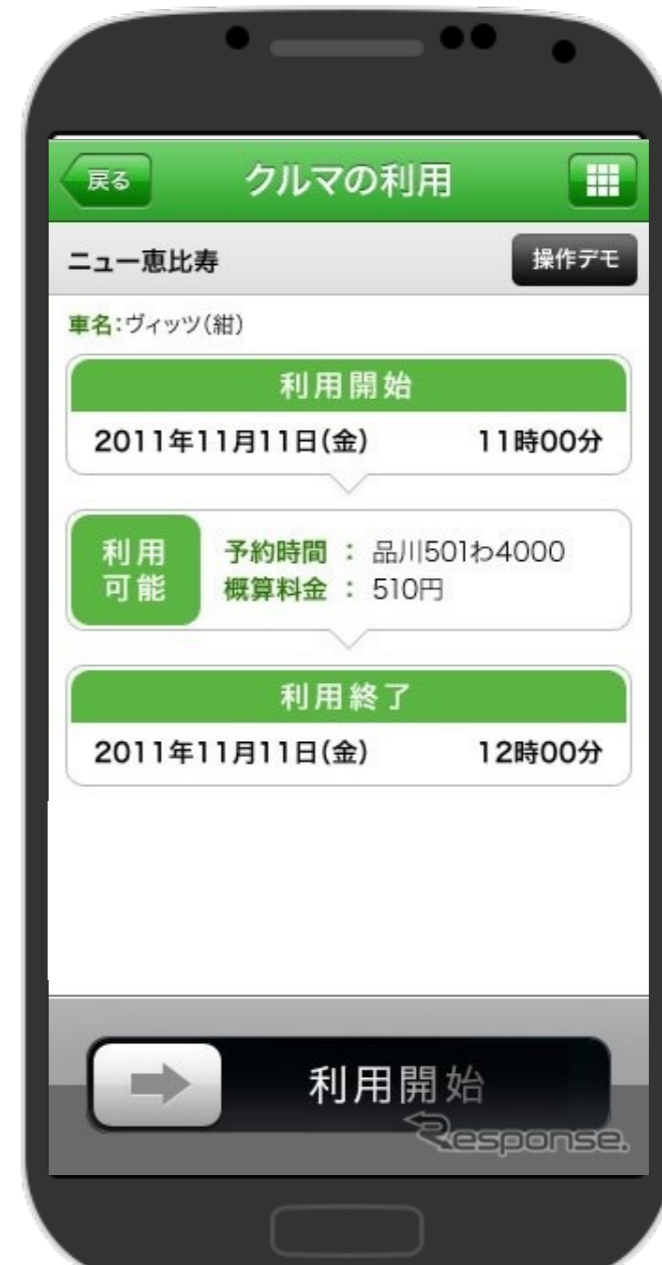 戻る クルマの利用
ニュー恵比寿 操作デモ
車名:ヴィッツ(紺)
利用開始
2011年11月11日(金) 11時00分
利用可能
予約時間 : 品川501わ4000
概算料金 : 510円
利用終了
2011年11月11日(金) 12時00分
利用開始
Response.